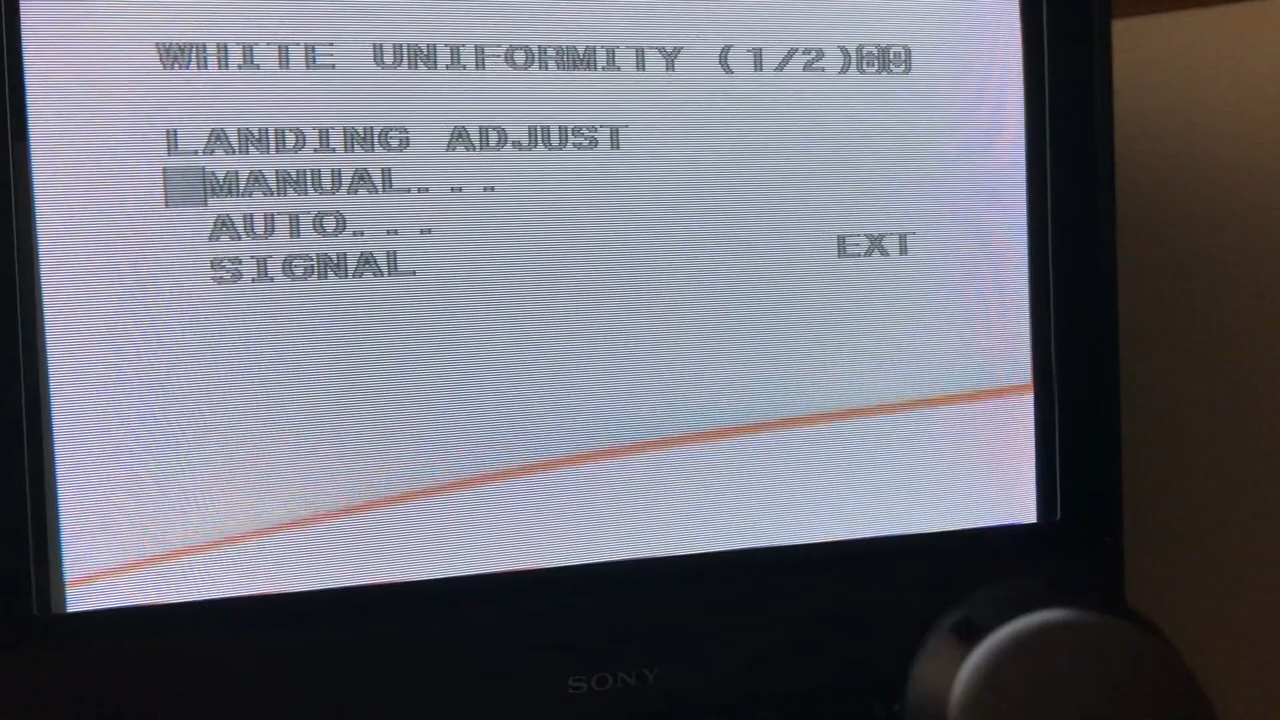 WHITE UNIFORMITY (1/2)
LANDING ADJUST
MANUAL...
AUTO...
SIGNAL EXT
SONY